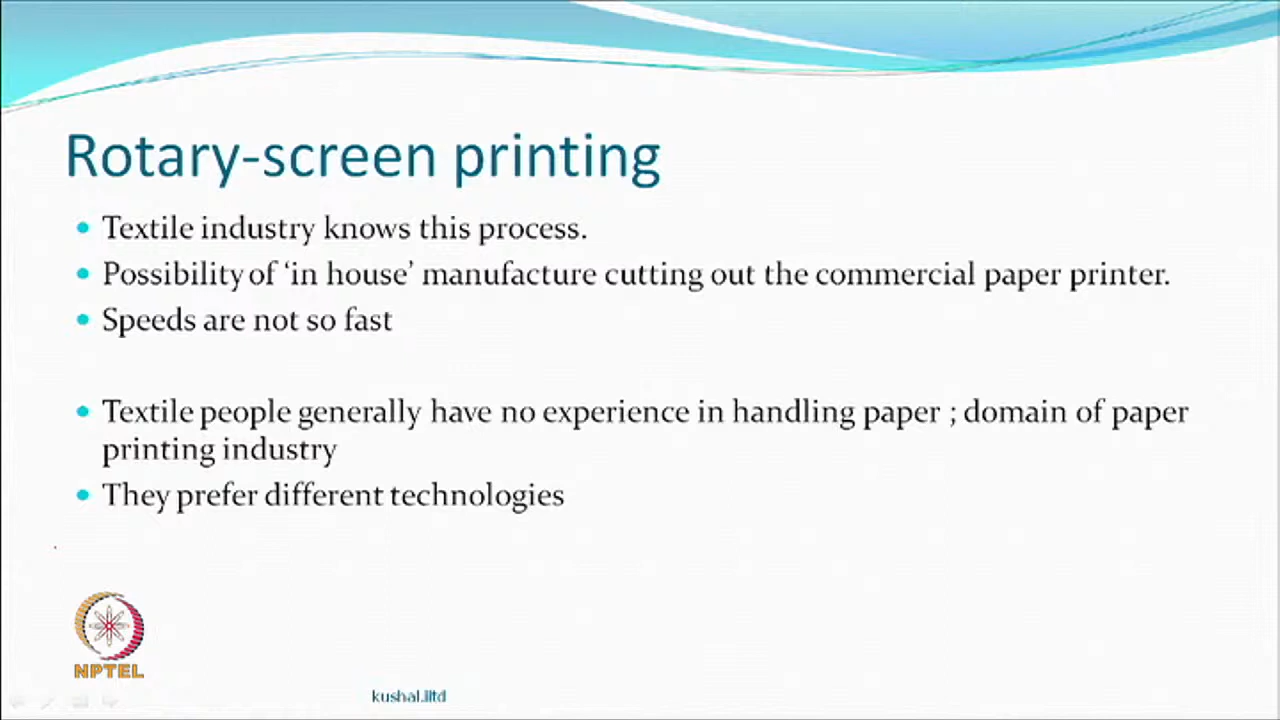 Rotary-screen printing
Textile industry knows this process.
Possibility of ‘in house’ manufacture cutting out the commercial paper printer.
Speeds are not so fast
Textile people generally have no experience in handling paper ; domain of paper
printing industry
They prefer different technologies
NPTEL
kushal.iitd